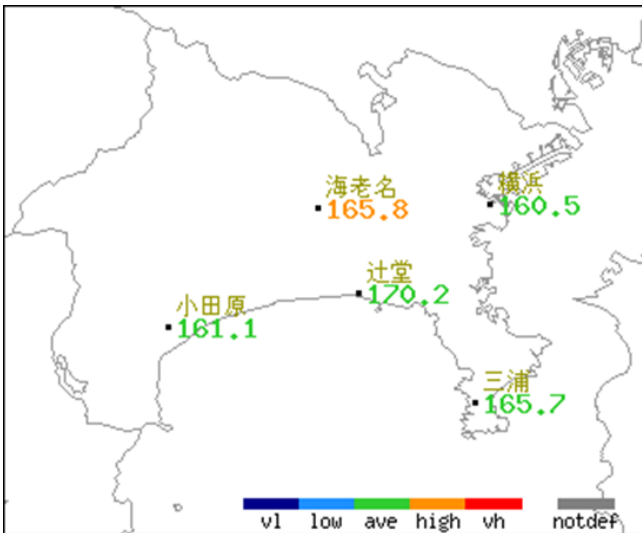 海老名
165.8
横浜
160.5
辻堂
170.2
小田原
161.1
三浦
165.7
vl low ave high vh notdef